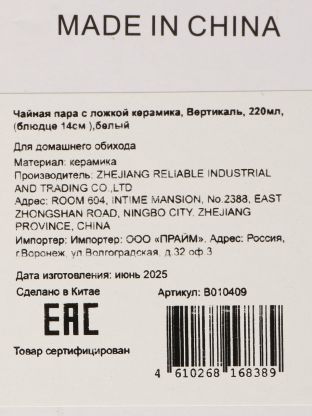 MADE IN CHINA
Чайная пара с ложкой керамика, Вертикаль, 220мл,
(блюдце 14см ),белый
Для домашнего обихода
Материал: керамика
Производитель: ZHEJIANG RELIABLE INDUSTRIAL
AND TRADING CO.,LTD
Адрес: ROOM 604, INTIME MANSION, No.2388, EAST
ZHONGSHAN ROAD, NINGBO CITY, ZHEJIANG
PROVINCE, CHINA
Импортер: Импортер: ООО «ПРАЙМ». Адрес: Россия,
г.Воронеж, ул.Волгоградская, д.32 оф.3
Дата изготовления: июнь 2025
Сделано в Китае Артикул: B010409
EAC
Товар сертифицирован
4 610268 168389